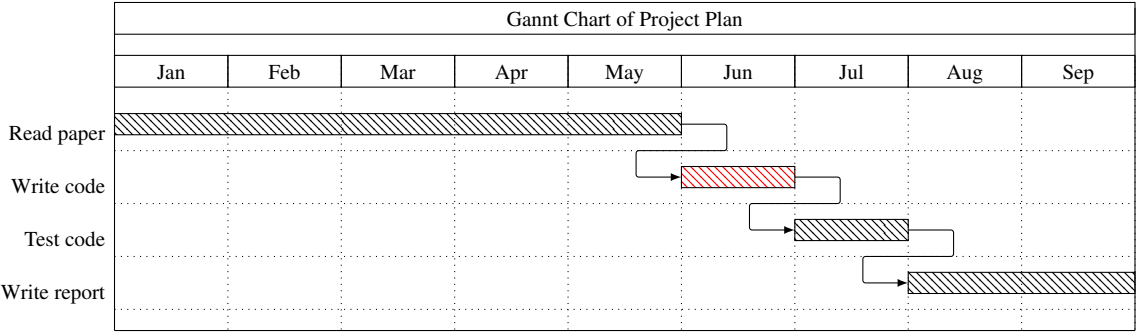 Gannt Chart of Project Plan
Jan Feb Mar Apr May Jun Jul Aug Sep
Read paper
Write code
Test code
Write report